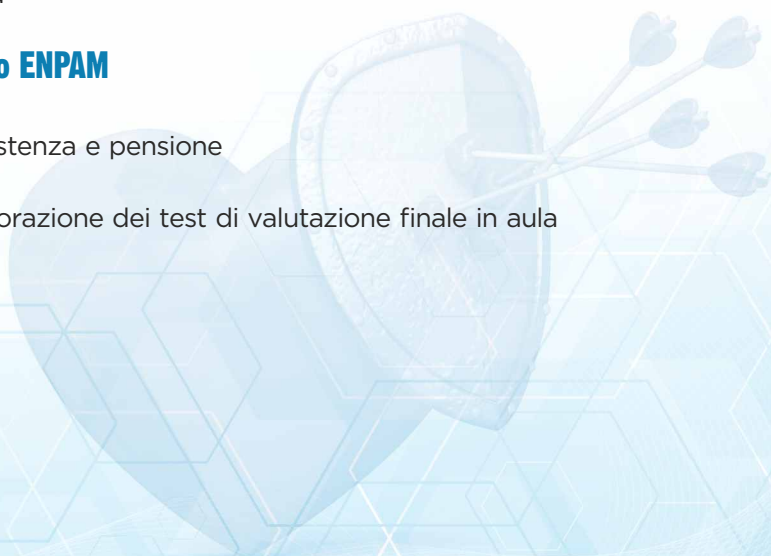 o ENPAM
stenza e pensione
orazione dei test di valutazione finale in aula